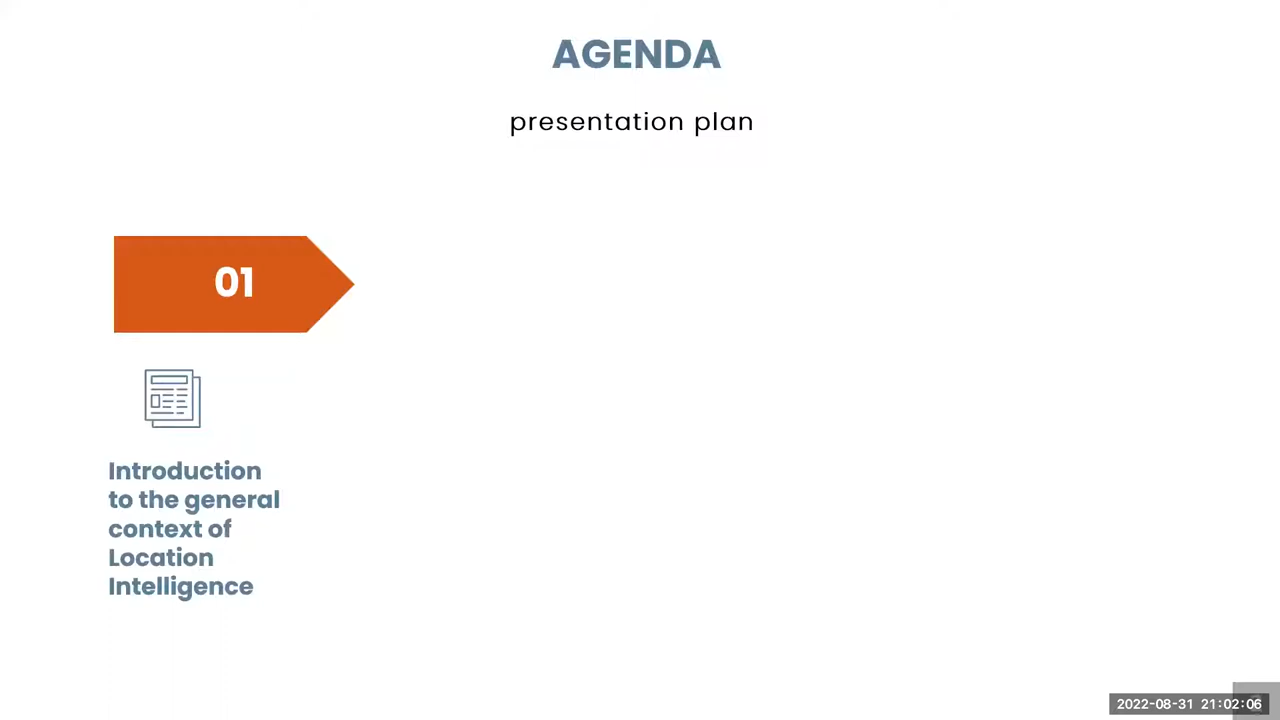 AGENDA
presentation plan
01
Introduction
to the general
context of
Location
Intelligence
2022-08-31 21:02:06